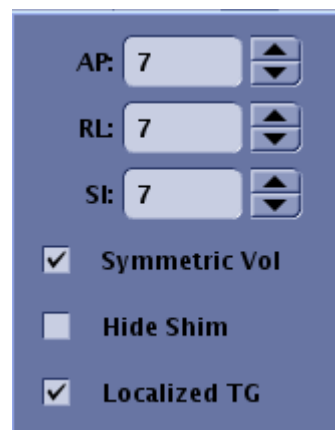 AP: 7
RL: 7
SI: 7
Symmetric Vol
Hide Shim
Localized TG